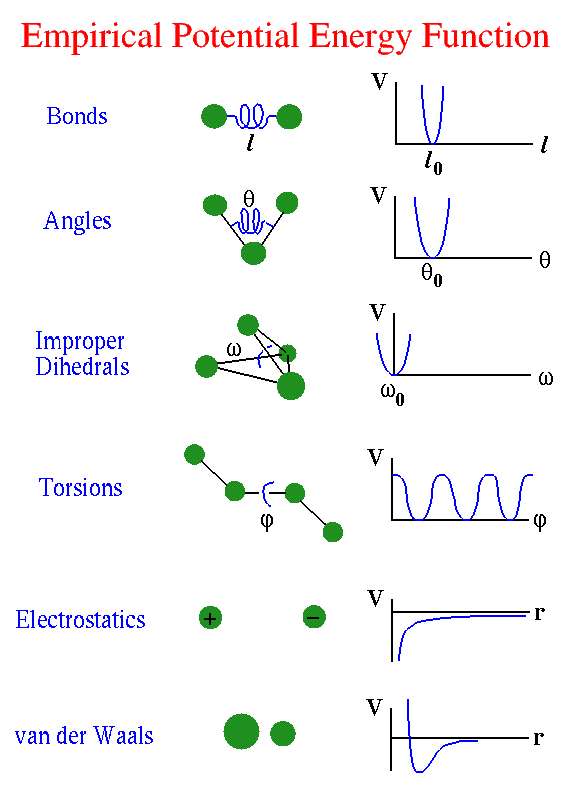 Empirical Potential Energy Function
Bonds
l
V
l
l0
Angles
θ
V
θ
θ0
Improper
Dihedrals
ω
V
ω
ω0
Torsions
φ
V
φ
Electrostatics
+
−
V
r
van der Waals
V
r